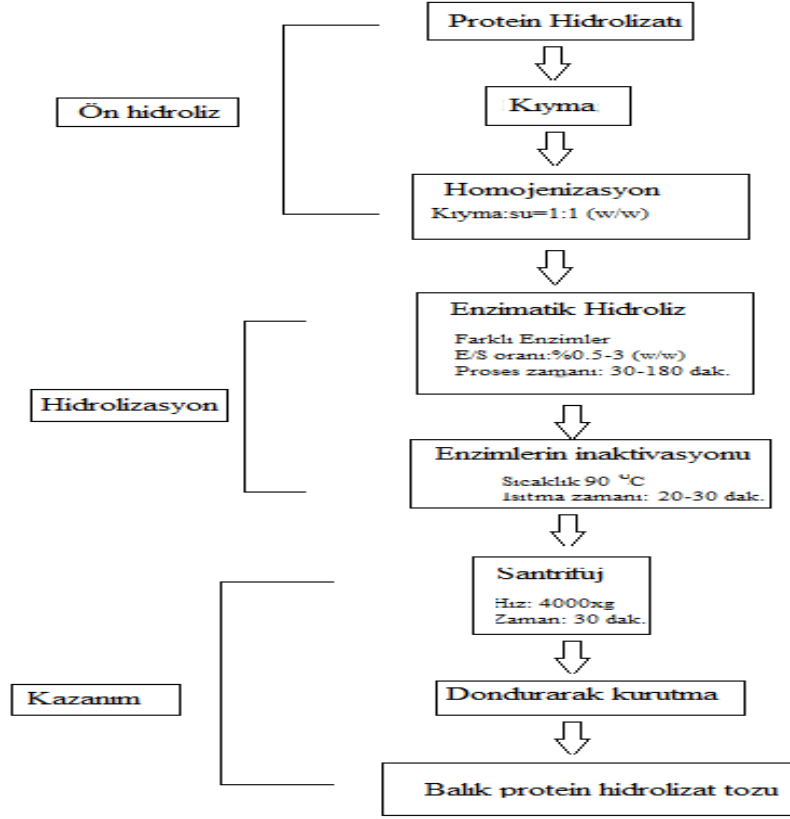 Protein Hidrolizatı
Ön hidroliz
Kıyma
Homojenizasyon
Kıyma:su=1:1 (w/w)
Enzimatik Hidroliz
Farklı Enzimler
E/S oranı:%0.5-3 (w/w)
Proses zamanı: 30-180 dak.
Hidrolizasyon
Enzimlerin inaktivasyonu
Sıcaklık 90 °C
Isıtma zamanı: 20-30 dak.
Santrifuj
Hız: 4000xg
Zaman: 30 dak.
Kazanım
Dondurarak kurutma
Balık protein hidrolizat tozu